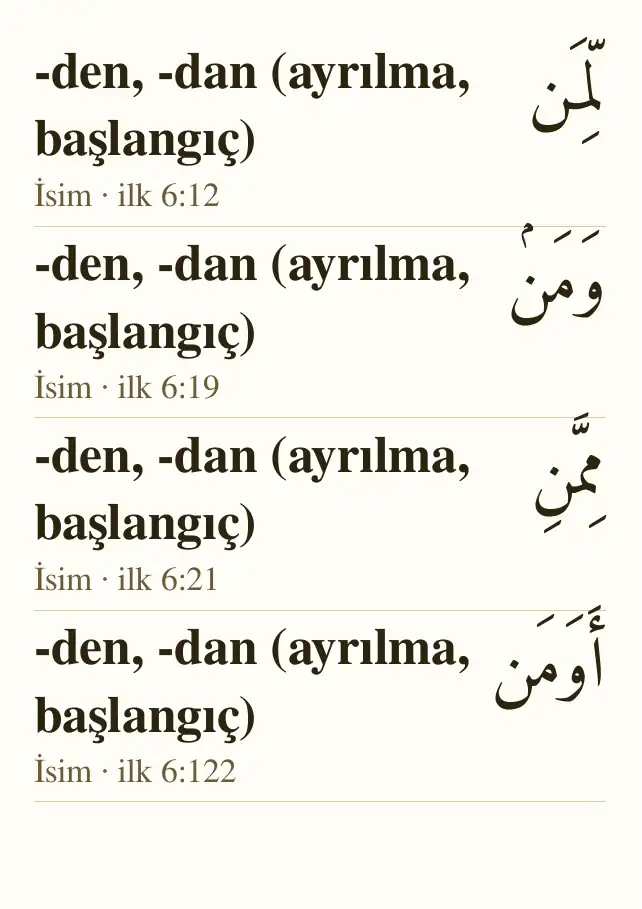 -den, -dan (ayrılma, لِّمَن
başlangıç)
İsim · ilk 6:12
-den, -dan (ayrılma, وَمَنۢ
başlangıç)
İsim · ilk 6:19
-den, -dan (ayrılma, مِمَّنِ
başlangıç)
İsim · ilk 6:21
-den, -dan (ayrılma, أَوَمَن
başlangıç)
İsim · ilk 6:122